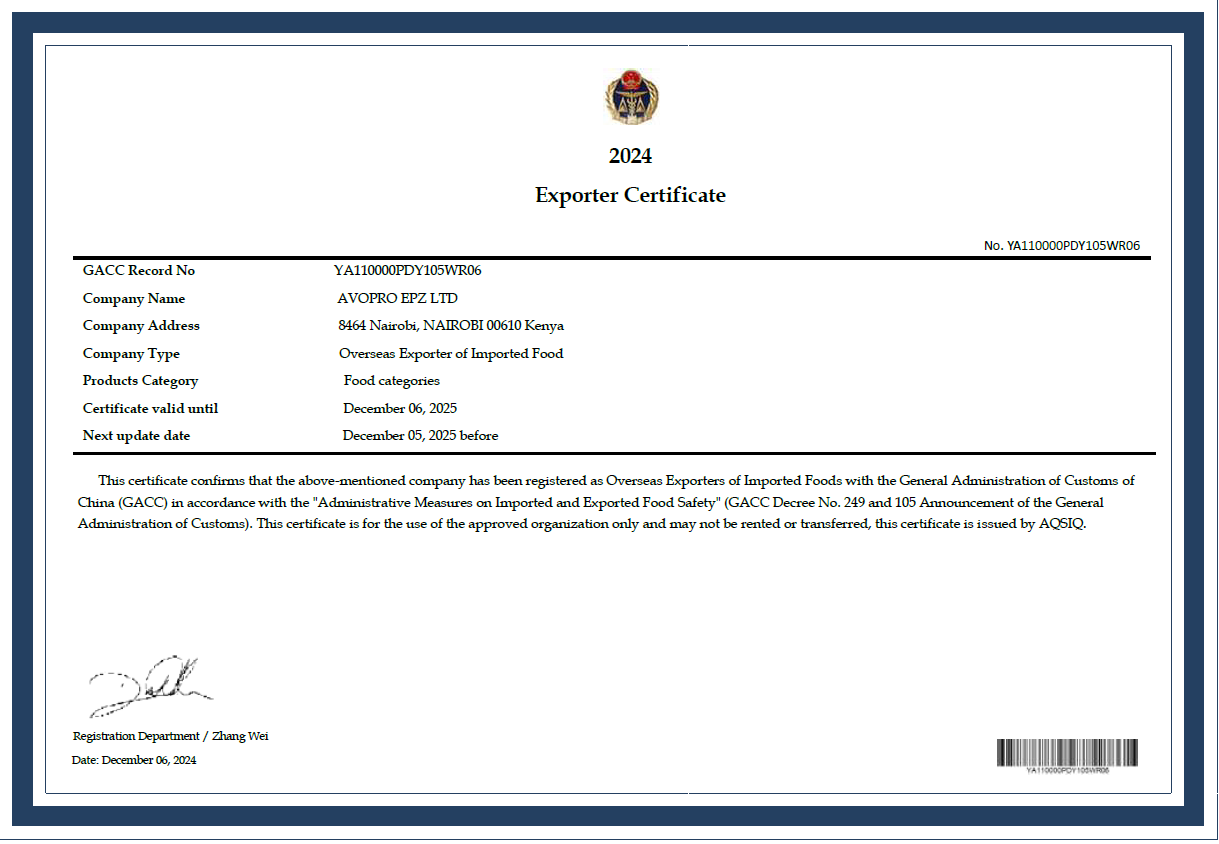 2024
Exporter Certificate
No. YA110000PDY105WR06
GACC Record No YA110000PDY105WR06
Company Name AVOPRO EPZ LTD
Company Address 8464 Nairobi, NAIROBI 00610 Kenya
Company Type Overseas Exporter of Imported Food
Products Category Food categories
Certificate valid until December 06, 2025
Next update date December 05, 2025 before
This certificate confirms that the above-mentioned company has been registered as Overseas Exporters of Imported Foods with the General Administration of Customs of
China (GACC) in accordance with the "Administrative Measures on Imported and Exported Food Safety" (GACC Decree No. 249 and 105 Announcement of the General
Administration of Customs). This certificate is for the use of the approved organization only and may not be rented or transferred, this certificate is issued by AQSIQ.
Registration Department / Zhang Wei
Date: December 06, 2024
YA110000PDY105WR06